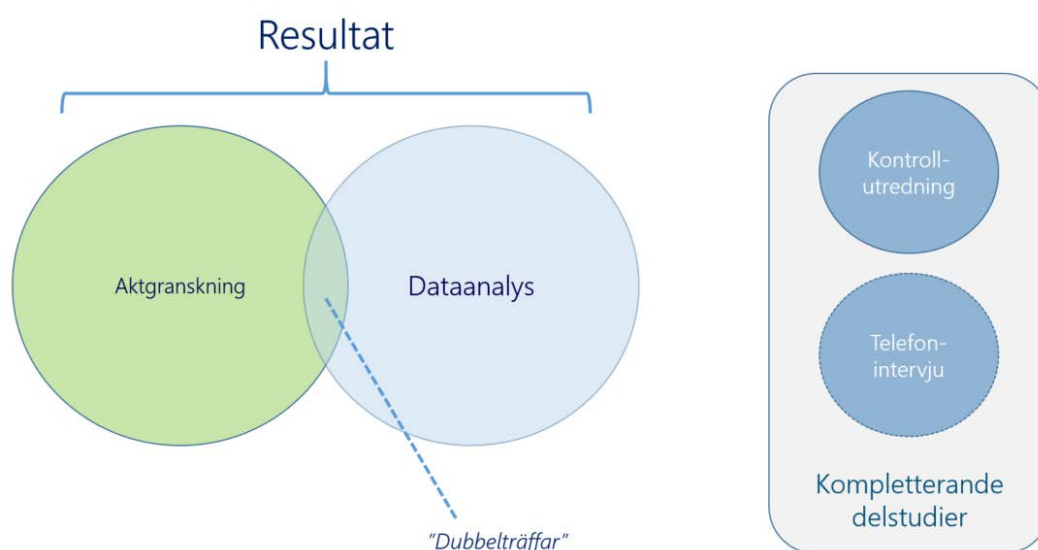 Resultat
Aktgranskning
Dataanalys
"Dubbelträffar"
Kontroll-
utredning
Telefon-
intervju
Kompletterande
delstudier